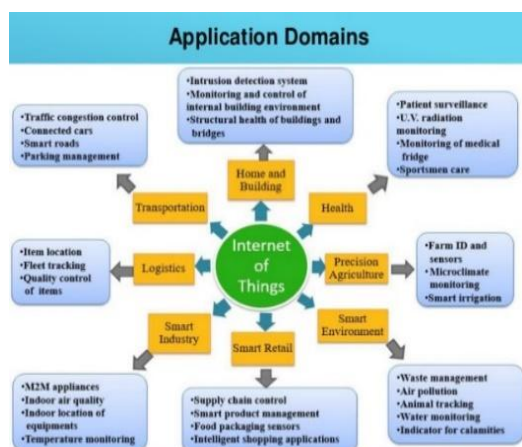 Application Domains
•Intrusion detection system
•Monitoring and control of
internal building environment
•Structural health of buildings and
bridges
•Traffic congestion control
•Connected cars
•Smart roads
•Parking management
•Patient surveillance
•U.V. radiation
monitoring
•Monitoring of medical
fridge
•Sportsmen care
Home and
Building
Transportation
Health
Internet
of
Things
•Item location
•Fleet tracking
•Quality control
of items
Logistics
Precision
Agriculture
•Farm ID and
sensors
•Microclimate
monitoring
•Smart irrigation
Smart
Industry
Smart Retail
Smart
Environment
•M2M appliances
•Indoor air quality
•Indoor location of
equipments
•Temperature monitoring
•Supply chain control
•Smart product management
•Food packaging sensors
•Intelligent shopping applications
•Waste management
•Air pollution
•Animal tracking
•Water monitoring
•Indicator for calamities